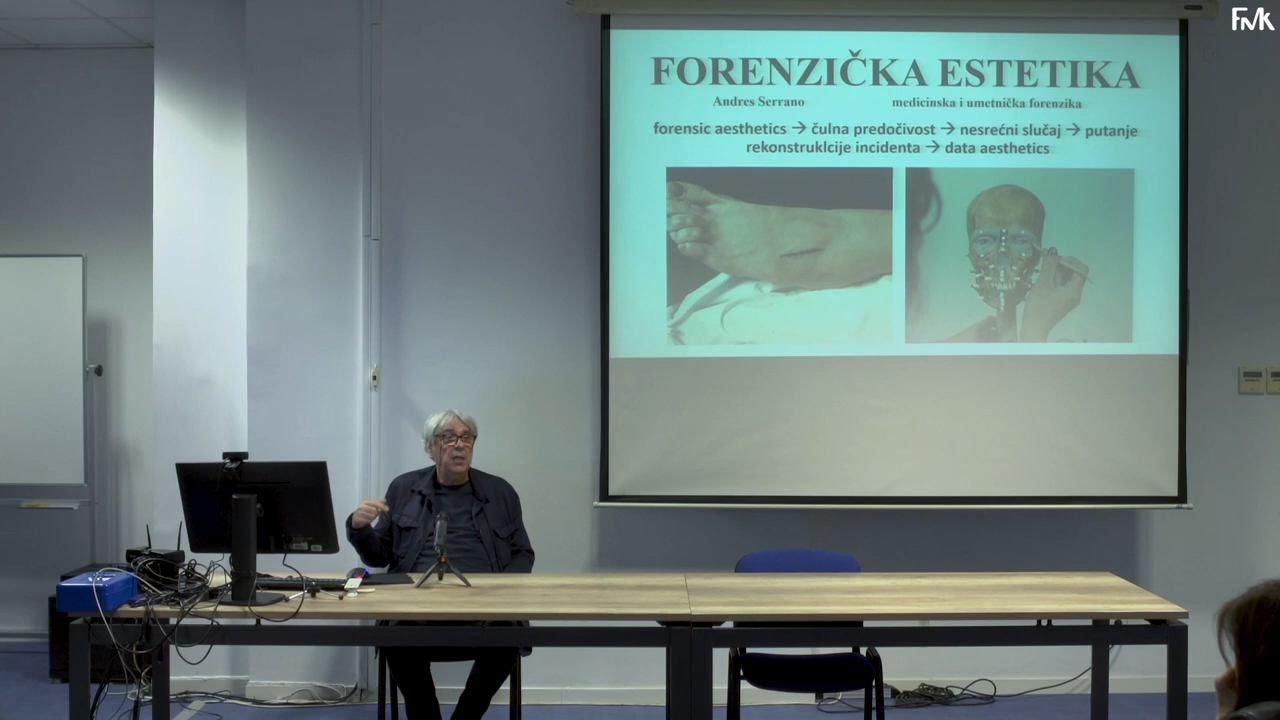 FMK
FORENZIČKA ESTETIKA
Andres Serrano medicinska i umetnička forenzika
forensic aesthetics → čulna predočivost → nesrećni slučaj → putanje
rekonstruklcije incidenta → data aesthetics